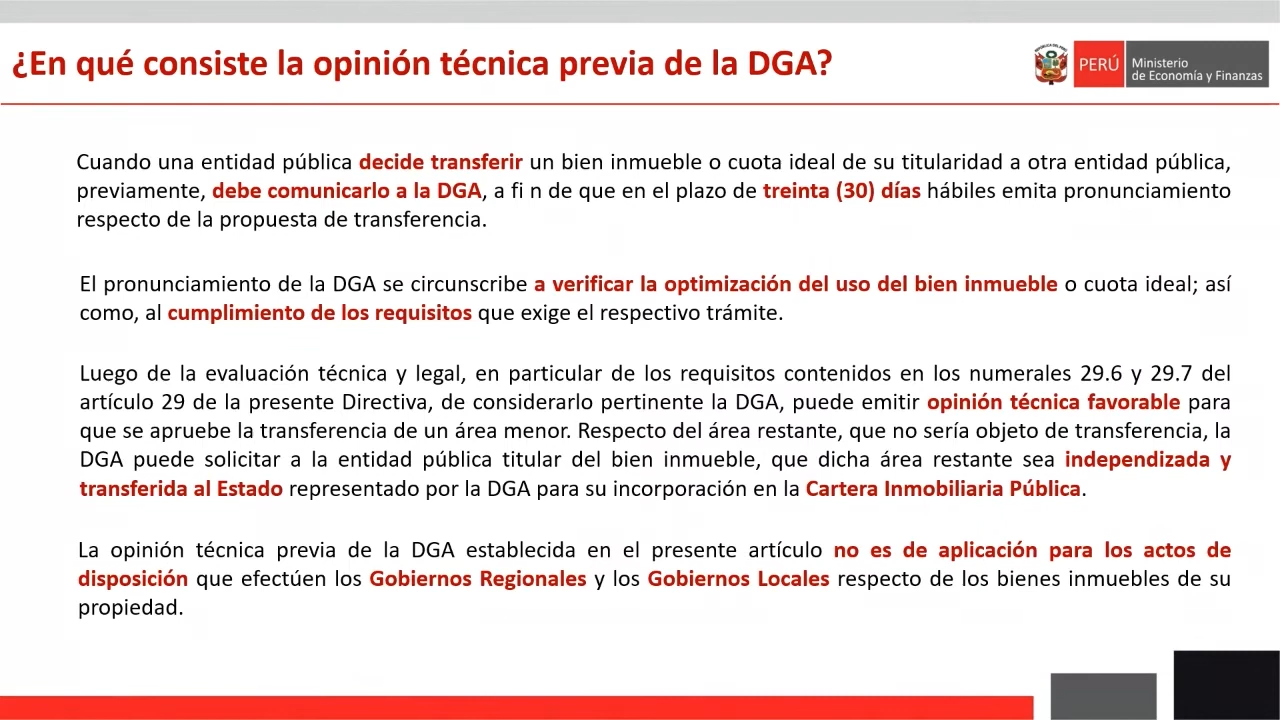 ¿En qué consiste la opinión técnica previa de la DGA?
REPÚBLICA DEL PERÚ
PERÚ
Ministerio
de Economía y Finanzas
Cuando una entidad pública decide transferir un bien inmueble o cuota ideal de su titularidad a otra entidad pública,
previamente, debe comunicarlo a la DGA, a fi n de que en el plazo de treinta (30) días hábiles emita pronunciamiento
respecto de la propuesta de transferencia.
El pronunciamiento de la DGA se circunscribe a verificar la optimización del uso del bien inmueble o cuota ideal; así
como, al cumplimiento de los requisitos que exige el respectivo trámite.
Luego de la evaluación técnica y legal, en particular de los requisitos contenidos en los numerales 29.6 y 29.7 del
artículo 29 de la presente Directiva, de considerarlo pertinente la DGA, puede emitir opinión técnica favorable para
que se apruebe la transferencia de un área menor. Respecto del área restante, que no sería objeto de transferencia, la
DGA puede solicitar a la entidad pública titular del bien inmueble, que dicha área restante sea independizada y
transferida al Estado representado por la DGA para su incorporación en la Cartera Inmobiliaria Pública.
La opinión técnica previa de la DGA establecida en el presente artículo no es de aplicación para los actos de
disposición que efectúen los Gobiernos Regionales y los Gobiernos Locales respecto de los bienes inmuebles de su
propiedad.